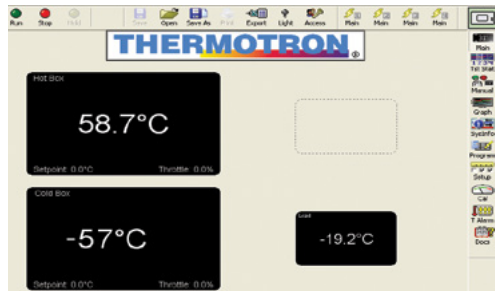 Run Stop Hold Save Open Save As Print Export Light Access Main Main Main Main
THERMOTRON®
Main
Manual
Graph
SysInfo
Program
Setup
Cal
T Alarm
Docs
Hot Box
58.7°C
Setpoint: 0.0°C Throttle: 0.0%
Cold Box
-57°C
Setpoint: 0.0°C Throttle: 0.0%
Load
-19.2°C